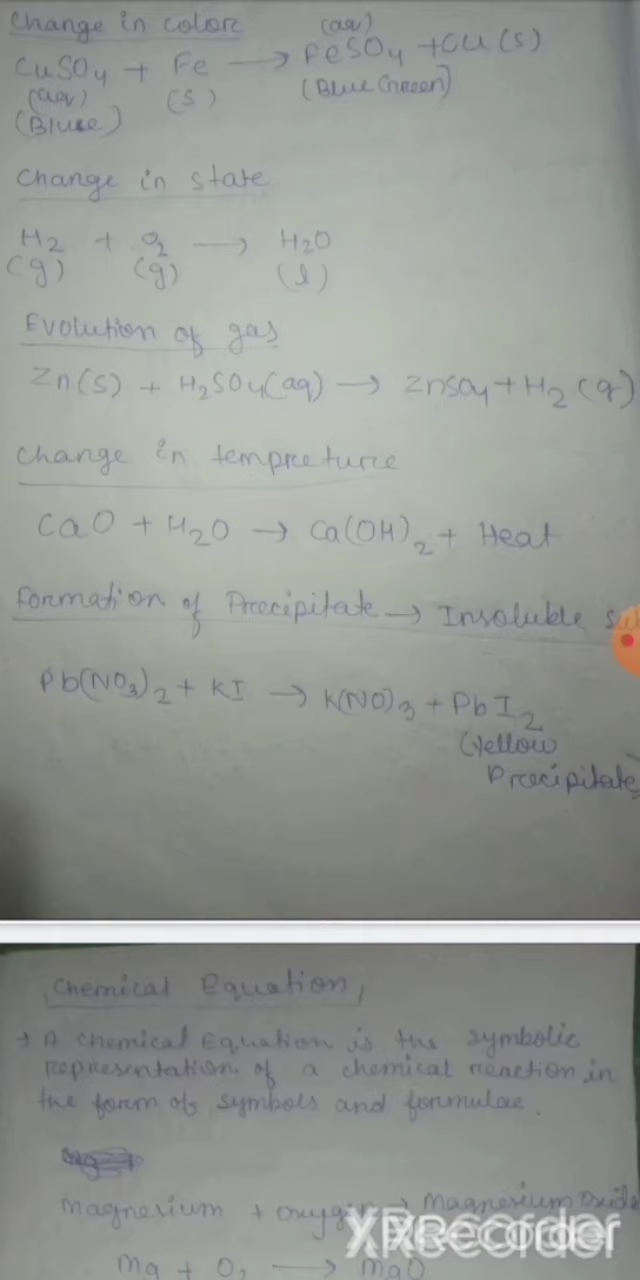 Change in color
(aq)
CuSO4 + Fe → FeSO4 + Cu (s)
(aq) (s) (Blue Green)
(Bluse)
Change in state
H2 + O2 → H2O
(g) (g) (l)
Evolution of gas
Zn(s) + H2SO4(aq) → ZnSO4 + H2 (g)
Change in tempreture
CaO + H2O → Ca(OH)2 + Heat
Formation of Precipitate → Insoluble
Pb(NO3)2 + KI → K(NO)3 + PbI2
(Yellow
Precipitate
Chemical Equation
→ A chemical Equation is the symbolic
representation of a chemical reaction in
the form of symbols and formulae.
Magnesium + oxygen → Magnesium Oxide
Mg + O2 → MgO
XRecorder